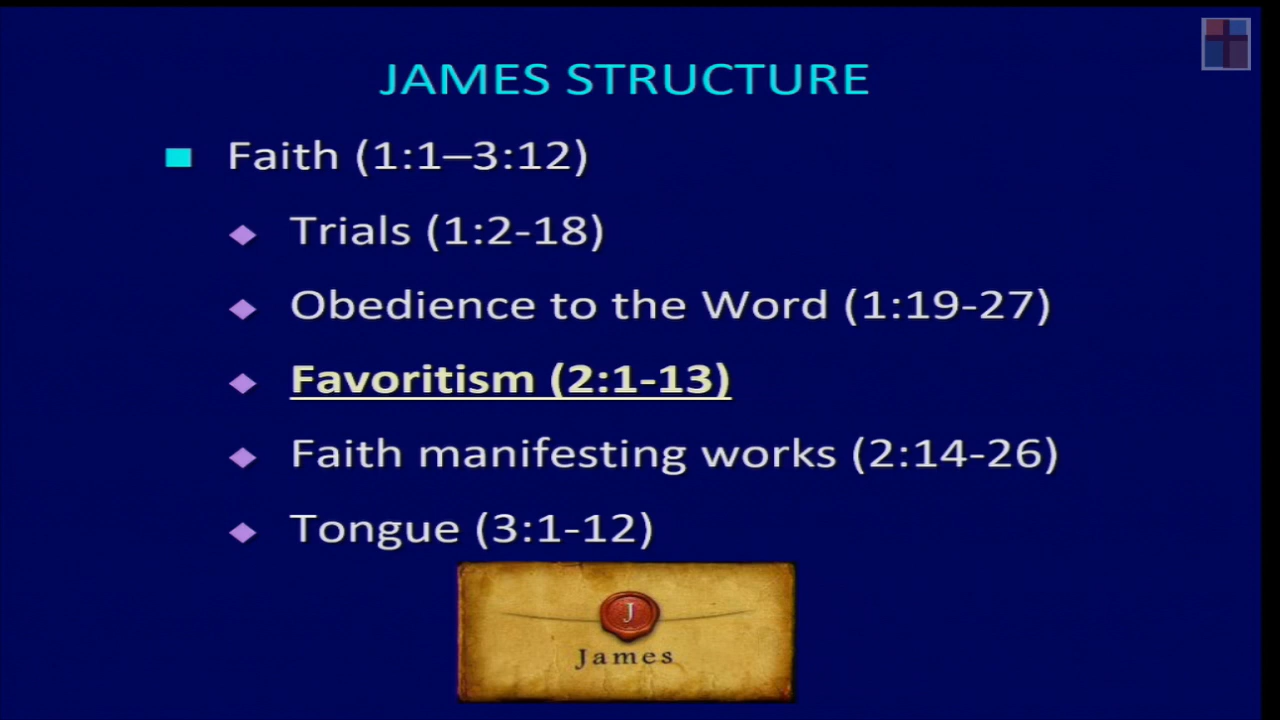 JAMES STRUCTURE
Faith (1:1–3:12)
Trials (1:2-18)
Obedience to the Word (1:19-27)
Favoritism (2:1-13)
Faith manifesting works (2:14-26)
Tongue (3:1-12)
J
James